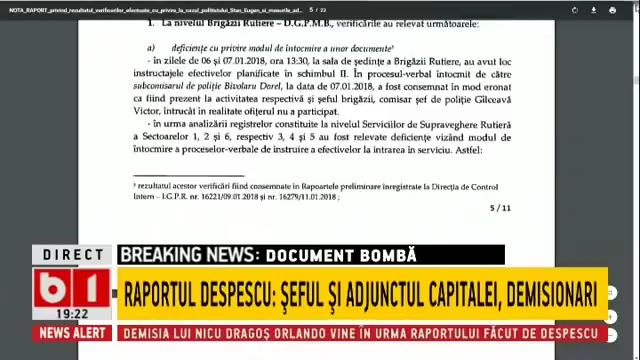 NOTA_RAPORT_privind_rezultatul_verificarilor_efectuate_cu_privire_la_cazul_politistului_Stan_Eugen_si_masurile_ad...
5 / 23
1. La nivelul Brigăzii Rutiere – D.G.P.M.B., verificările au relevat următoarele:
a) deficiențe cu privire modul de întocmire a unor documente¹
- în zilele de 06 și 07.01.2018, ora 13:30, la sala de ședințe a Brigăzii Rutiere, au avut loc
instructajele efectivelor planificate în schimbul II. În procesul-verbal întocmit de către
subcomisarul de poliție Bivolaru Dorel, la data de 07.01.2018, a fost consemnat în mod eronat
ca fiind prezent la activitatea respectivă și șeful brigăzii, comisar șef de poliție Gîlceavă
Victor, întrucât în realitate ofițerul nu a participat.
- în urma analizării registrelor constituite la nivelul Serviciilor de Supraveghere Rutieră
a Sectoarelor 1, 2 și 6, respectiv 3, 4 și 5 au fost relevate deficiențe vizând modul de
întocmire a proceselor-verbale de instruire a efectivelor la intrarea în serviciu. Astfel:
¹ rezultatul acestor verificări fiind consemnate în Rapoartele preliminare înregistrate la Direcția de Control
Intern – I.G.P.R. nr. 16221/09.01.2018 și nr. 16279/11.01.2018 ;
5 / 11
DIRECT
BREAKING NEWS: DOCUMENT BOMBĂ
b1
19:22
RAPORTUL DESPESCU: ŞEFUL ŞI ADJUNCTUL CAPITALEI, DEMISIONARI
NEWS ALERT
DEMISIA LUI NICU DRAGOȘ ORLANDO VINE ÎN URMA RAPORTULUI FĂCUT DE DESPESCU